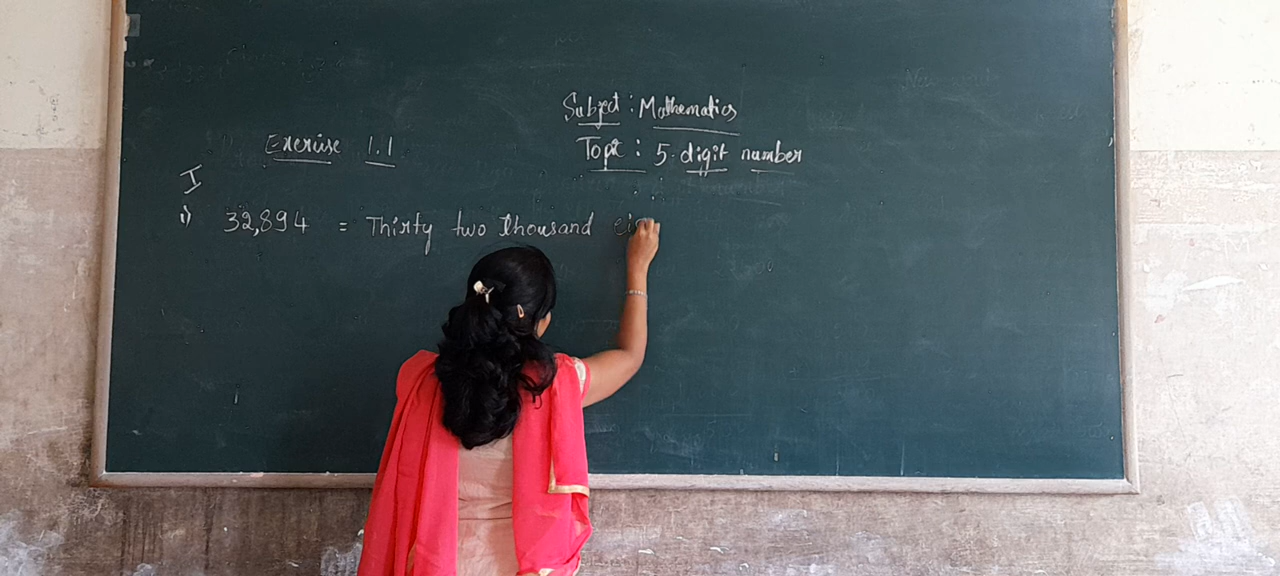 Subject : Mathematics
Topic : 5 digit number
Exercise 1.1
I
i) 32,894 = Thirty two thousand